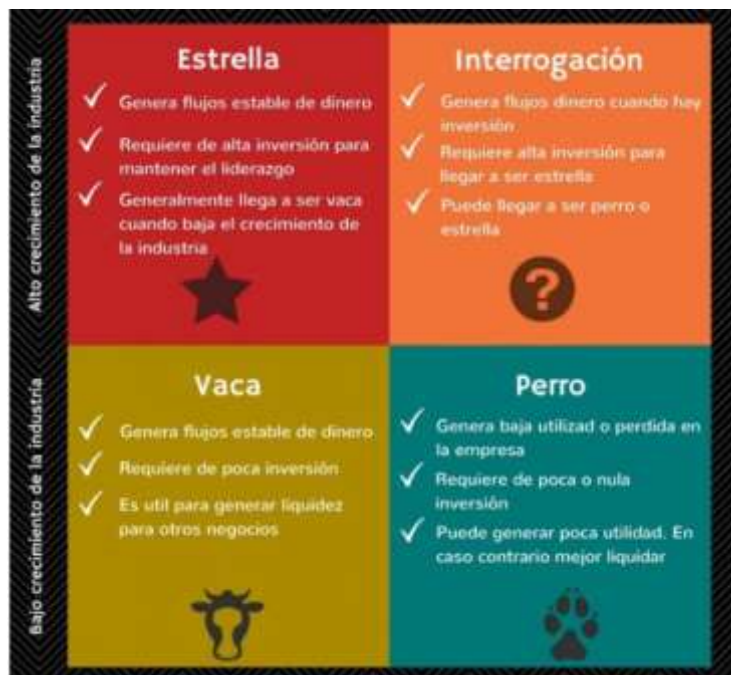 Alto crecimiento de la industria
Estrella
Genera flujos estable de dinero
Requiere de alta inversión para
mantener el liderazgo
Generalmente llega a ser vaca
cuando baja el crecimiento de
la industria
Interrogación
Genera flujos dinero cuando hay
inversión
Requiere alta inversión para
llegar a ser estrella
Puede llegar a ser perro o
estrella
?
Bajo crecimiento de la industria
Vaca
Genera flujos estable de dinero
Requiere de poca inversión
Es util para generar liquidez
para otros negocios
Perro
Genera baja utilizad o perdida en
la empresa
Requiere de poca o nula
inversión
Puede generar poca utilidad. En
caso contrario mejor liquidar